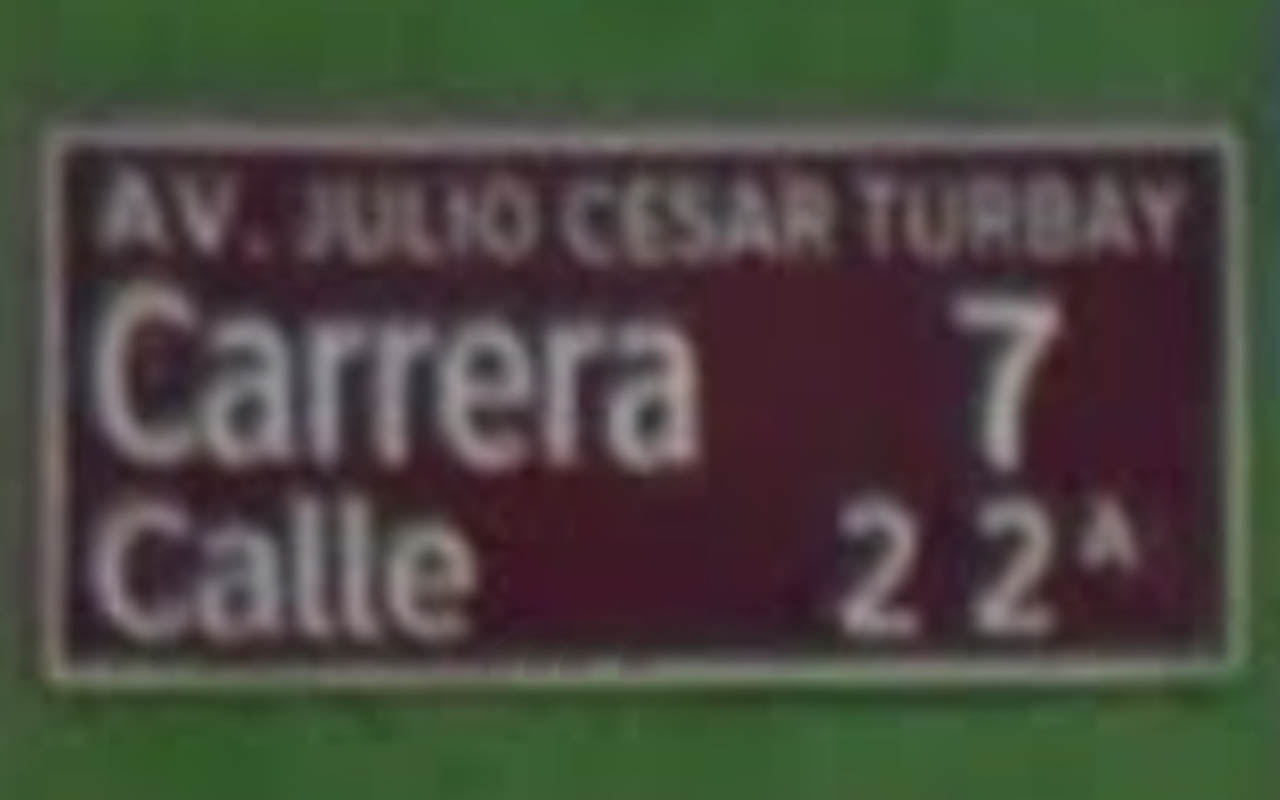 AV. JULIO CESAR TURBAY
Carrera 7
Calle 22A